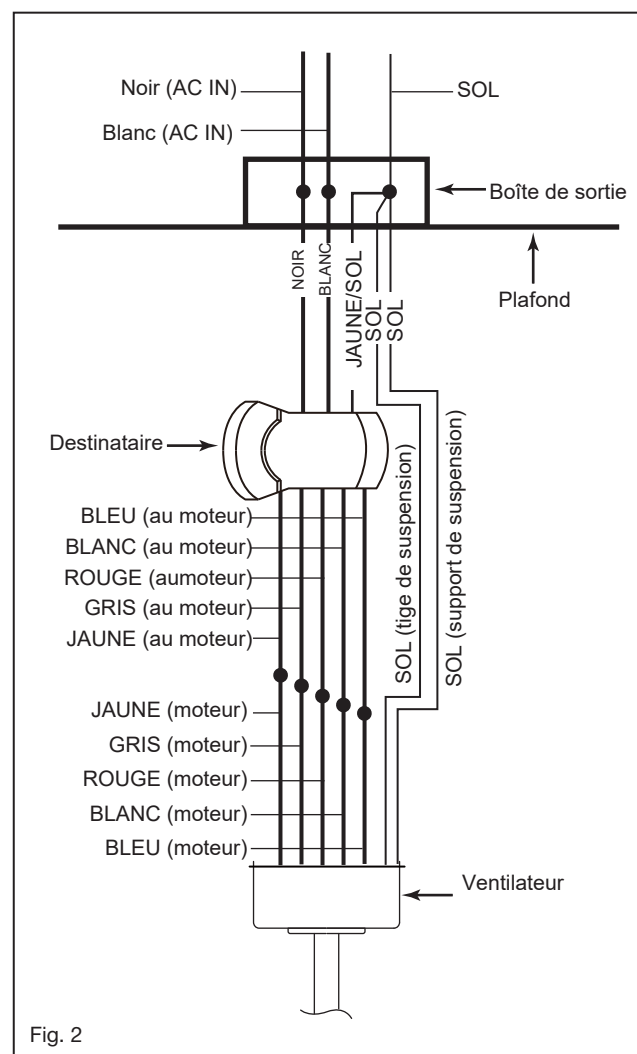 Noir (AC IN)
SOL
Blanc (AC IN)
Boîte de sortie
NOIR
BLANC
JAUNE/SOL
SOL
SOL
Plafond
Destinataire
SOL (tige de suspension)
SOL (support de suspension)
BLEU (au moteur)
BLANC (au moteur)
ROUGE (aumoteur)
GRIS (au moteur)
JAUNE (au moteur)
JAUNE (moteur)
GRIS (moteur)
ROUGE (moteur)
BLANC (moteur)
BLEU (moteur)
Ventilateur
Fig. 2